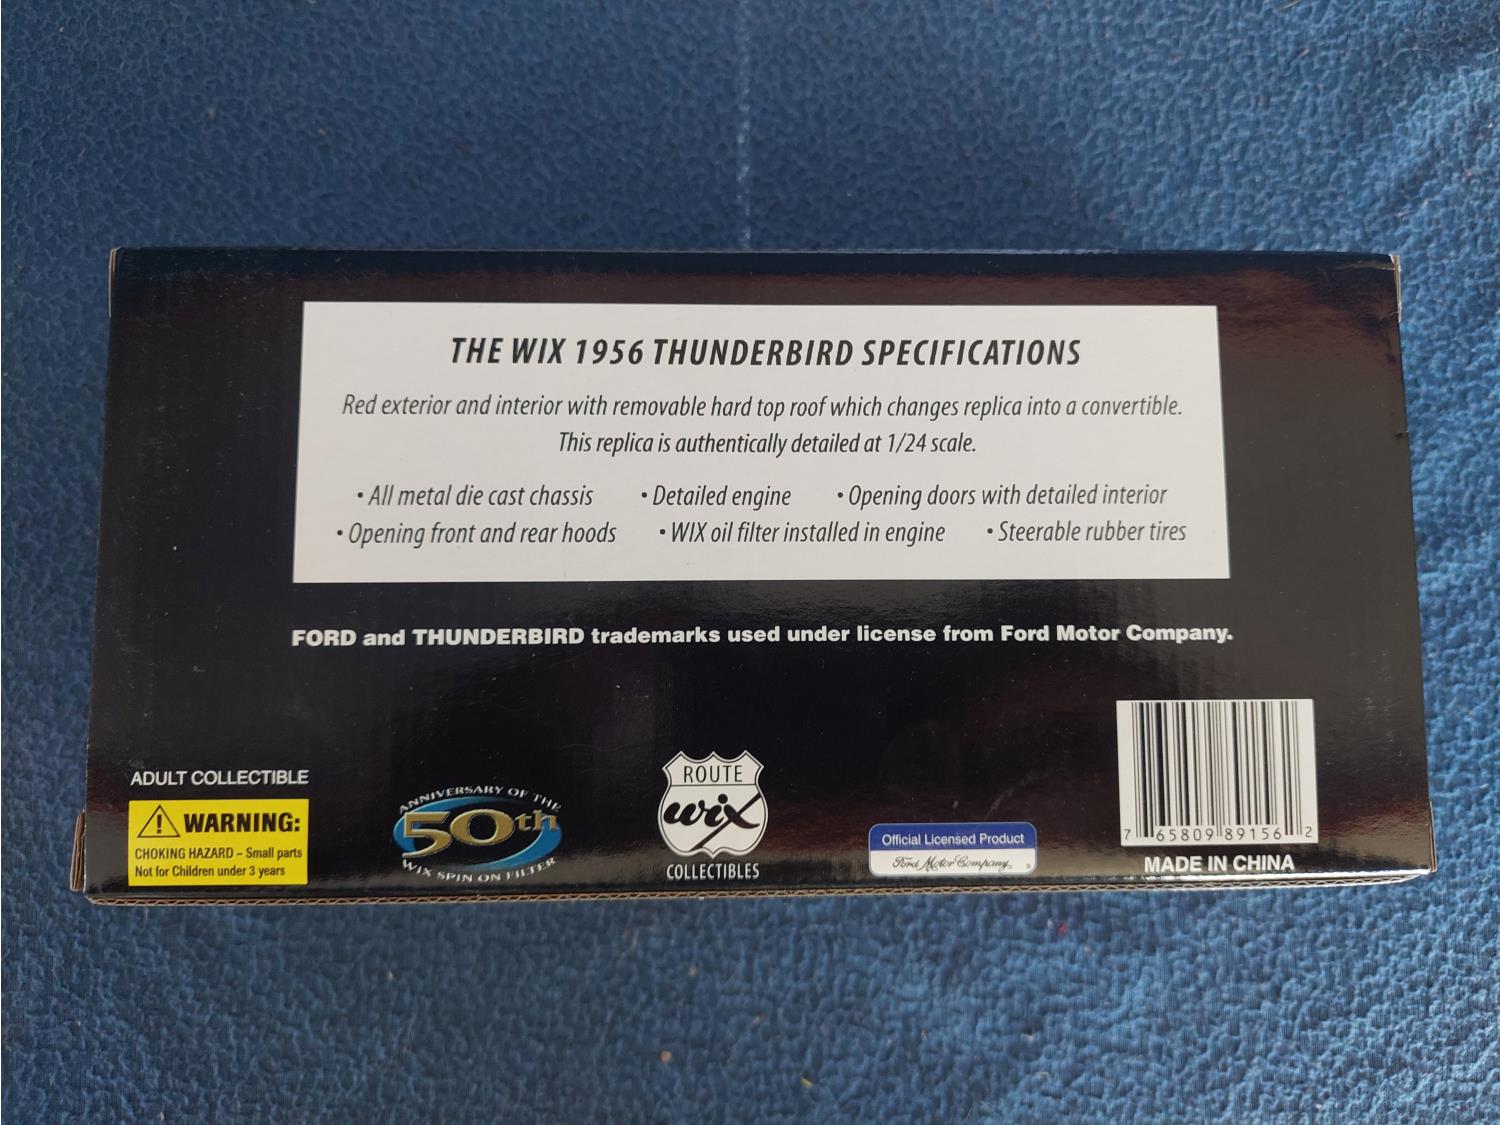 THE WIX 1956 THUNDERBIRD SPECIFICATIONS
Red exterior and interior with removable hard top roof which changes replica into a convertible.
This replica is authentically detailed at 1/24 scale.
• All metal die cast chassis • Detailed engine • Opening doors with detailed interior
• Opening front and rear hoods • WIX oil filter installed in engine • Steerable rubber tires
FORD and THUNDERBIRD trademarks used under license from Ford Motor Company.
ADULT COLLECTIBLE
WARNING:
CHOKING HAZARD – Small parts
Not for Children under 3 years
ANNIVERSARY OF THE
50th
WIX SPIN ON FILTER
ROUTE
wix
COLLECTIBLES
Official Licensed Product
Ford Motor Company
7 65809 89156 2
MADE IN CHINA